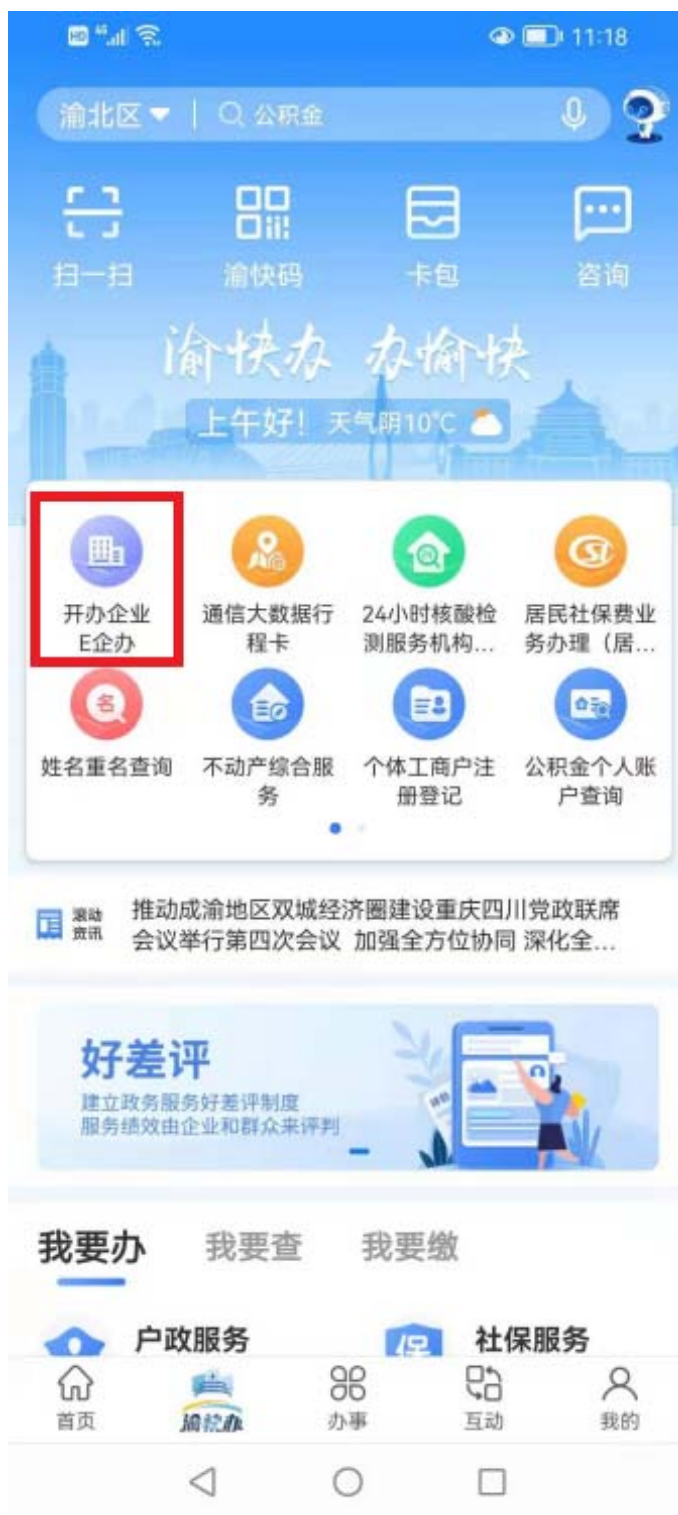 HD 4G 11:18
渝北区 公积金
扫一扫 渝快码 卡包 咨询
渝快办 办愉快
上午好! 天气阴10℃
开办企业 通信大数据行 24小时核酸检 居民社保费业
E企办 程卡 测服务机构... 务办理（居...
名
姓名重名查询 不动产综合服 个体工商户注 公积金个人账
务 册登记 户查询
滚动 推动成渝地区双城经济圈建设重庆四川党政联席
资讯 会议举行第四次会议 加强全方位协同 深化全...
好差评
建立政务服务好差评制度
服务绩效由企业和群众来评判
我要办 我要查 我要缴
户政服务 保 社保服务
首页 渝快办 办事 互动 我的